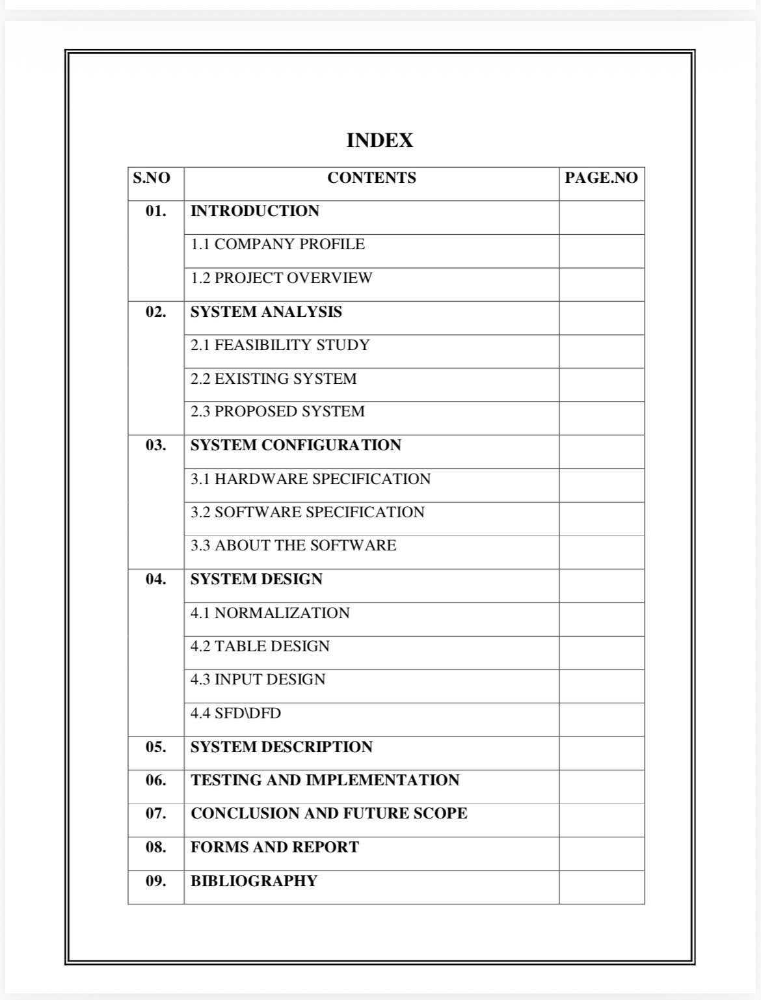 INDEX
S.NO CONTENTS PAGE.NO
01. INTRODUCTION
1.1 COMPANY PROFILE
1.2 PROJECT OVERVIEW
02. SYSTEM ANALYSIS
2.1 FEASIBILITY STUDY
2.2 EXISTING SYSTEM
2.3 PROPOSED SYSTEM
03. SYSTEM CONFIGURATION
3.1 HARDWARE SPECIFICATION
3.2 SOFTWARE SPECIFICATION
3.3 ABOUT THE SOFTWARE
04. SYSTEM DESIGN
4.1 NORMALIZATION
4.2 TABLE DESIGN
4.3 INPUT DESIGN
4.4 SFD\DFD
05. SYSTEM DESCRIPTION
06. TESTING AND IMPLEMENTATION
07. CONCLUSION AND FUTURE SCOPE
08. FORMS AND REPORT
09. BIBLIOGRAPHY